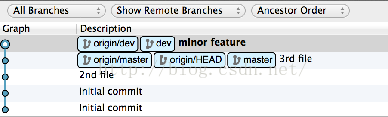 All Branches Show Remote Branches Ancestor Order
Graph Description
origin/dev dev minor feature
origin/master origin/HEAD master 3rd file
2nd file
http://blog.csdn.net/
Initial commit
Initial commit